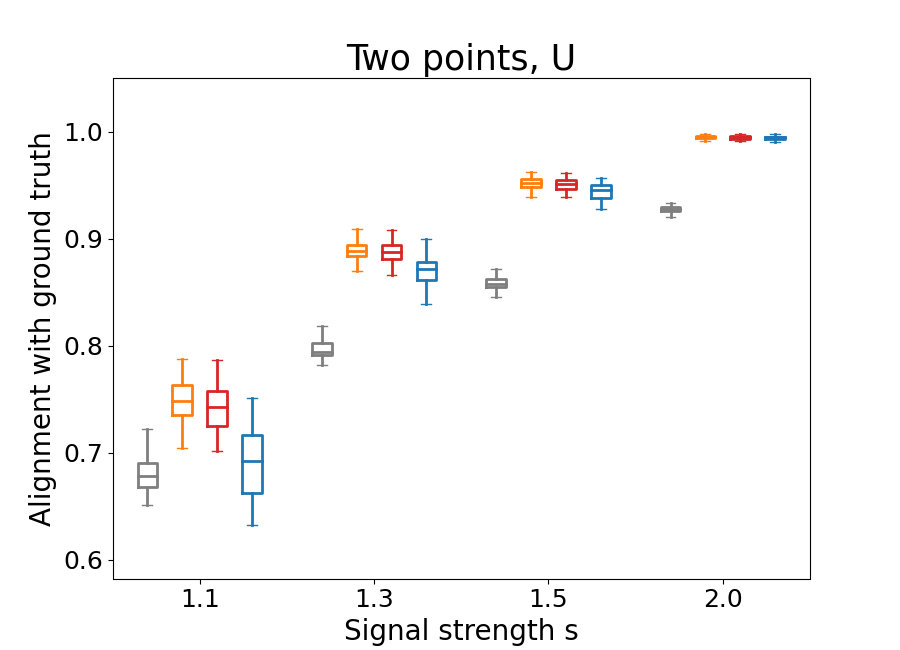 Two points, U
Alignment with ground truth
1.0
0.9
0.8
0.7
0.6
1.1 1.3 1.5 2.0
Signal strength s